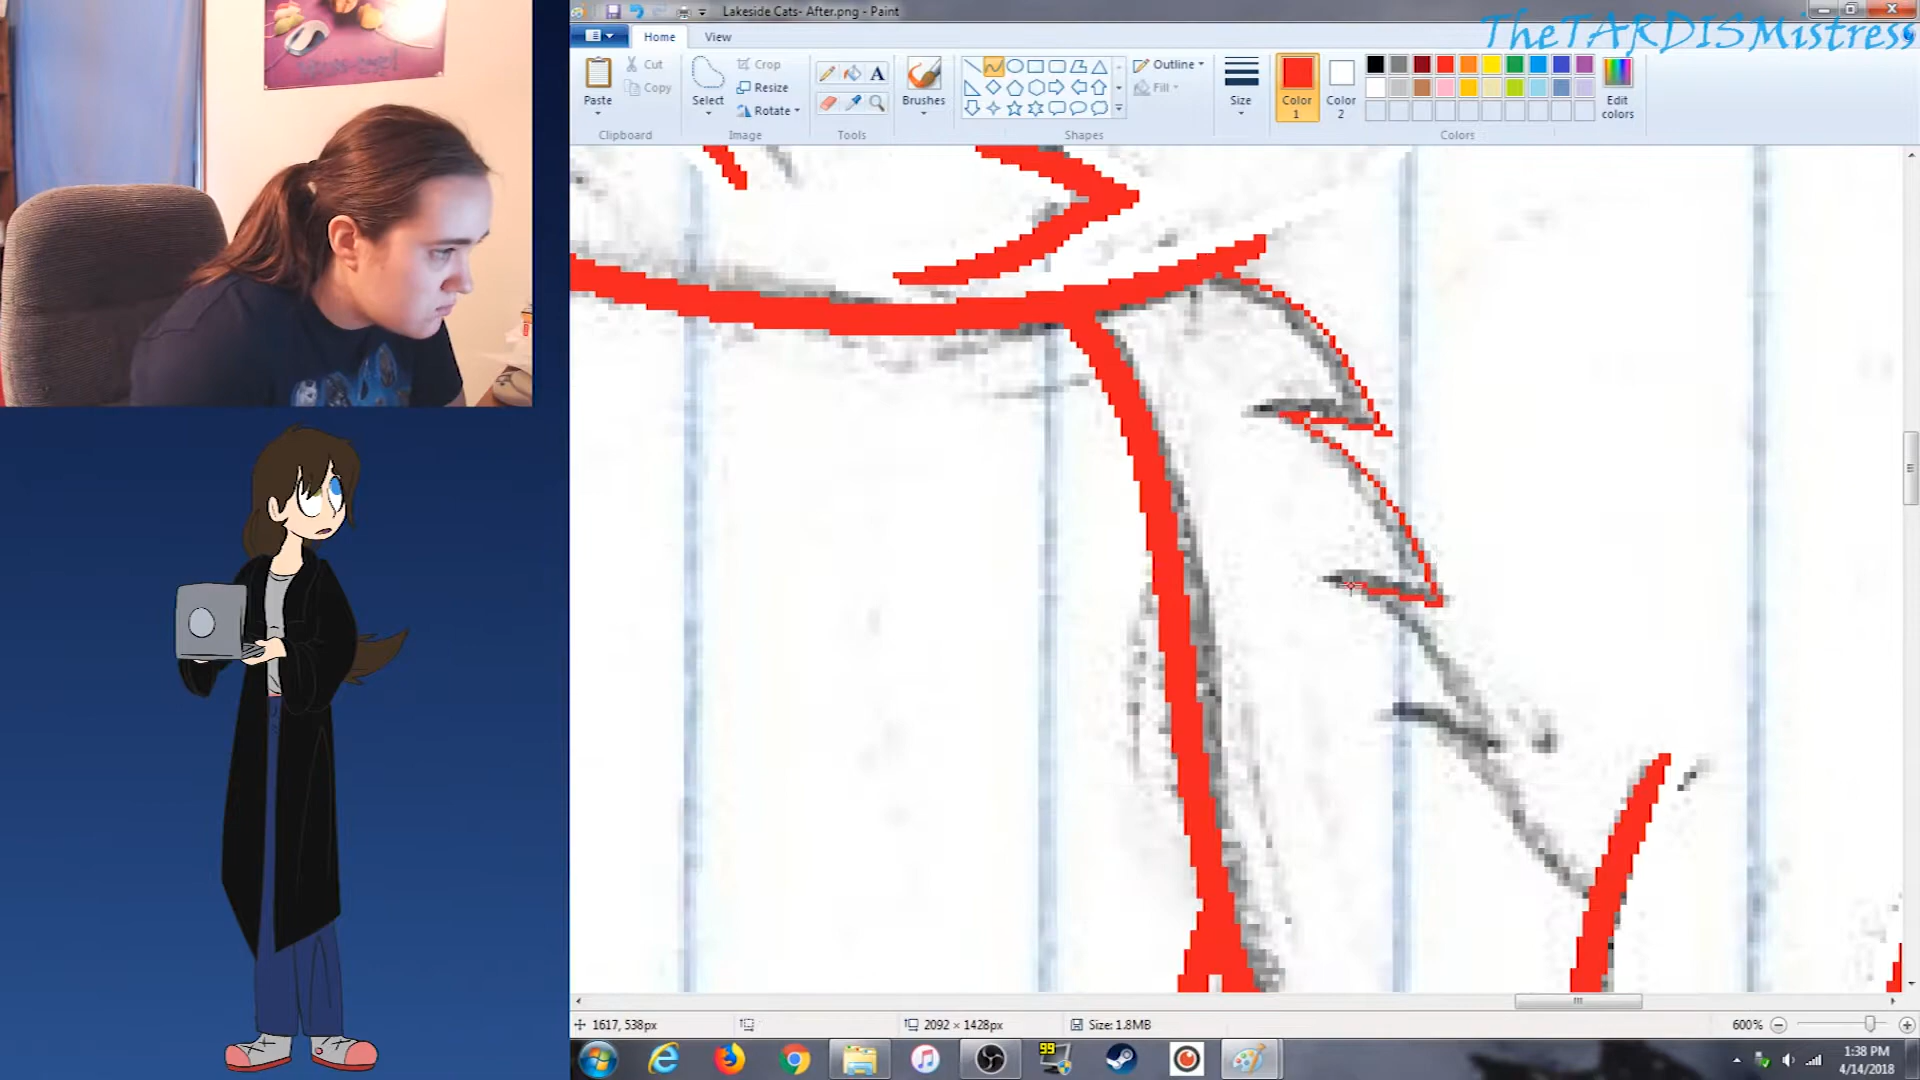 Lakeside Cats- After.png - Paint
TheTARDISMistress
Home
View
Paste
Cut
Copy
Clipboard
Select
Crop
Resize
Rotate
Image
A
Tools
Brushes
Shapes
Outline
Fill
Size
Color 1
Color 2
Edit colors
Colors
1617, 538px
2092 × 1428px
Size: 1.8MB
600%
99
1:38 PM
4/14/2018